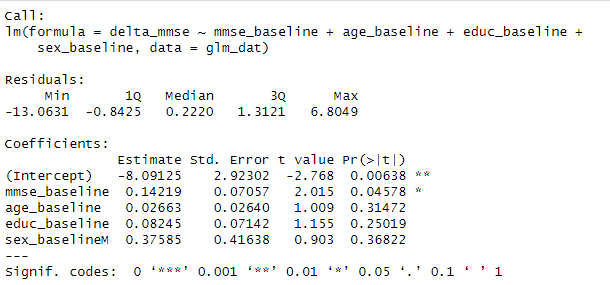 Call:
lm(formula = delta_mmse ~ mmse_baseline + age_baseline + educ_baseline +
    sex_baseline, data = glm_dat)
Residuals:
     Min       1Q   Median       3Q      Max
-13.0631  -0.8425   0.2220   1.3121   6.8049
Coefficients:
              Estimate Std. Error t value Pr(>|t|)
(Intercept)   -8.09125    2.92302  -2.768  0.00638 **
mmse_baseline  0.14219    0.07057   2.015  0.04578 *
age_baseline   0.02663    0.02640   1.009  0.31472
educ_baseline  0.08245    0.07142   1.155  0.25019
sex_baselineM  0.37585    0.41638   0.903  0.36822
---
Signif. codes:  0 ‘***’ 0.001 ‘**’ 0.01 ‘*’ 0.05 ‘.’ 0.1 ‘ ’ 1